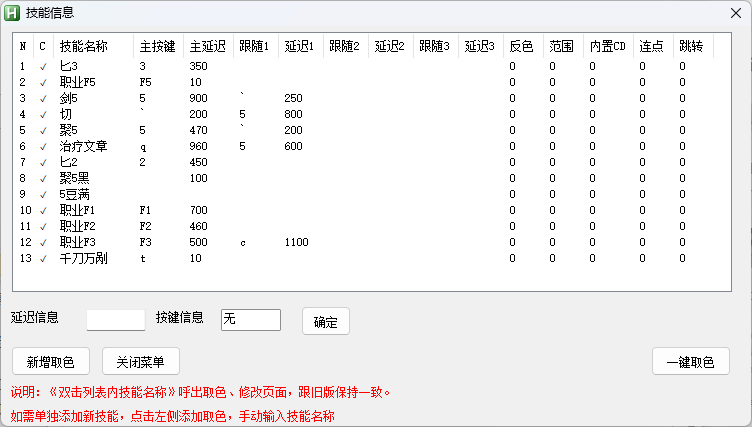 技能信息
N C 技能名称 主按键 主延迟 跟随1 延迟1 跟随2 延迟2 跟随3 延迟3 反色 范围 内置CD 连点 跳转
1 ✓ 匕3 3 350 0 0 0 0 0
2 ✓ 职业F5 F5 10 0 0 0 0 0
3 ✓ 剑5 5 900 ` 250 0 0 0 0 0
4 ✓ 切 ` 200 5 800 0 0 0 0 0
5 ✓ 聚5 5 470 ` 200 0 0 0 0 0
6 ✓ 治疗文章 q 960 5 600 0 0 0 0 0
7 ✓ 匕2 2 450 0 0 0 0 0
8 ✓ 聚5黑 100 0 0 0 0 0
9 ✓ 5豆满 0 0 0 0 0
10 ✓ 职业F1 F1 700 0 0 0 0 0
11 ✓ 职业F2 F2 460 0 0 0 0 0
12 ✓ 职业F3 F3 500 c 1100 0 0 0 0 0
13 ✓ 千刀万剐 t 10 0 0 0 0 0
延迟信息 按键信息 无 确定
新增取色 关闭菜单 一键取色
说明：《双击列表内技能名称》呼出取色、修改页面，跟旧版保持一致。
如需单独添加新技能，点击左侧添加取色，手动输入技能名称